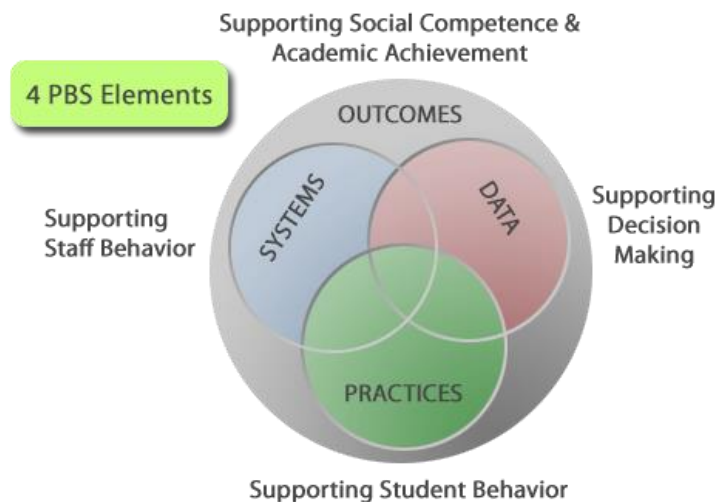 Supporting Social Competence &
Academic Achievement
4 PBS Elements
OUTCOMES
SYSTEMS
DATA
Supporting
Staff Behavior
Supporting
Decision
Making
PRACTICES
Supporting Student Behavior